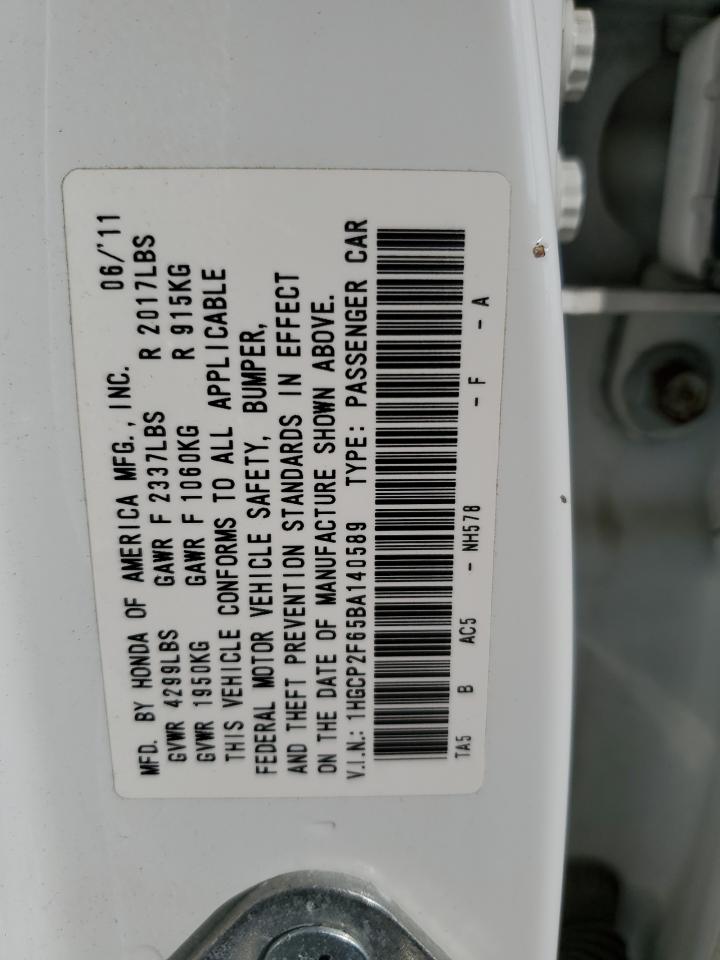 MFD. BY HONDA OF AMERICA MFG., INC. 06/'11
GVWR 4299LBS GAWR F 2337LBS R 2017LBS
GVWR 1950KG GAWR F 1060KG R 915KG
THIS VEHICLE CONFORMS TO ALL APPLICABLE
FEDERAL MOTOR VEHICLE SAFETY, BUMPER,
AND THEFT PREVENTION STANDARDS IN EFFECT
ON THE DATE OF MANUFACTURE SHOWN ABOVE.
V.I.N.: 1HGCP2F65BA140589 TYPE: PASSENGER CAR
TA5 B AC5 - NH578 - F - A